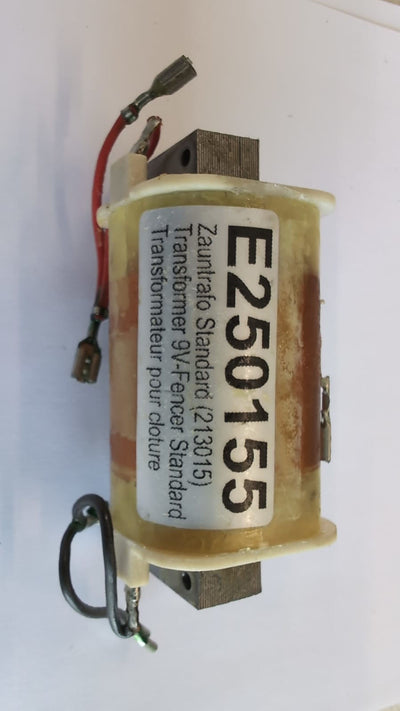 E250155
Zauntrafo Standard (213015)
Transformer 9V-Fencer Standard
Transformateur pour cloture